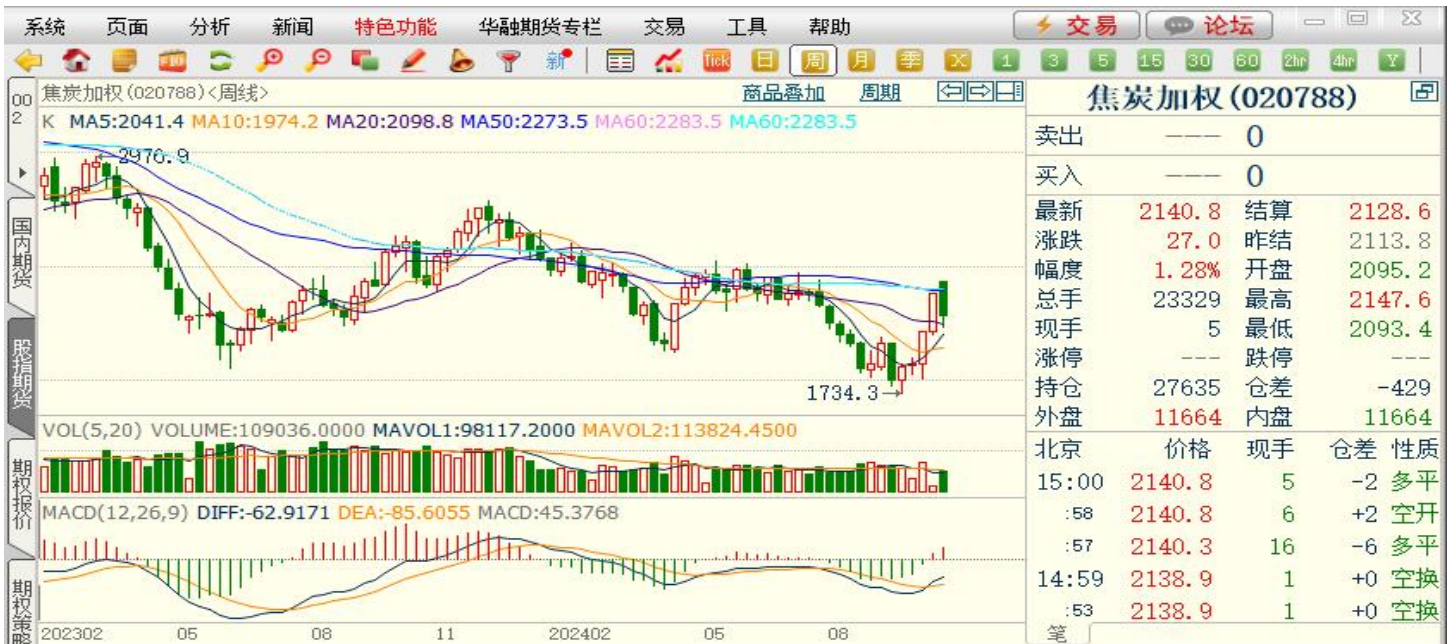 系统 页面 分析 新闻 特色功能 华融期货专栏 交易 工具 帮助 交易 论坛
+10 新 Tick 日 周 月 季 X 1 3 5 15 30 60 2hr 4hr Y
002
国内期货
股指期货
期权报价
期权策略
焦炭加权(020788)<周线> 商品叠加 周期
K MA5:2041.4 MA10:1974.2 MA20:2098.8 MA50:2273.5 MA60:2283.5 MA60:2283.5
2976.9
1734.3
VOL(5,20) VOLUME:109036.0000 MAVOL1:98117.2000 MAVOL2:113824.4500
MACD(12,26,9) DIFF:-62.9171 DEA:-85.6055 MACD:45.3768
202302 05 08 11 202402 05 08
焦炭加权(020788)
卖出 --- 0
买入 --- 0
最新 2140.8 结算 2128.6
涨跌 27.0 昨结 2113.8
幅度 1.28% 开盘 2095.2
总手 23329 最高 2147.6
现手 5 最低 2093.4
涨停 --- 跌停 ---
持仓 27635 仓差 -429
外盘 11664 内盘 11664
北京 价格 现手 仓差 性质
15:00 2140.8 5 -2 多平
:58 2140.8 6 +2 空开
:57 2140.3 16 -6 多平
14:59 2138.9 1 +0 空换
:53 2138.9 1 +0 空换
笔